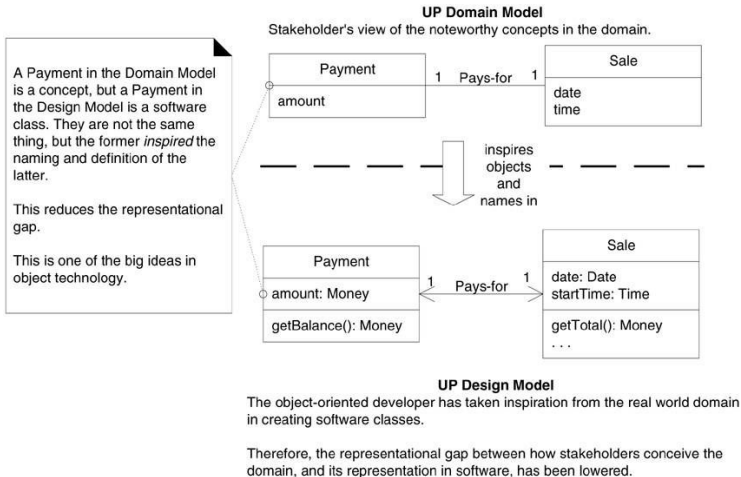 UP Domain Model
Stakeholder's view of the noteworthy concepts in the domain.
A Payment in the Domain Model
is a concept, but a Payment in
the Design Model is a software
class. They are not the same
thing, but the former inspired the
naming and definition of the
latter.
This reduces the representational
gap.
This is one of the big ideas in
object technology.
Payment
amount
1 Pays-for 1
Sale
date
time
inspires
objects
and
names in
Payment
amount: Money
getBalance(): Money
1 Pays-for 1
Sale
date: Date
startTime: Time
getTotal(): Money
. . .
UP Design Model
The object-oriented developer has taken inspiration from the real world domain
in creating software classes.
Therefore, the representational gap between how stakeholders conceive the
domain, and its representation in software, has been lowered.